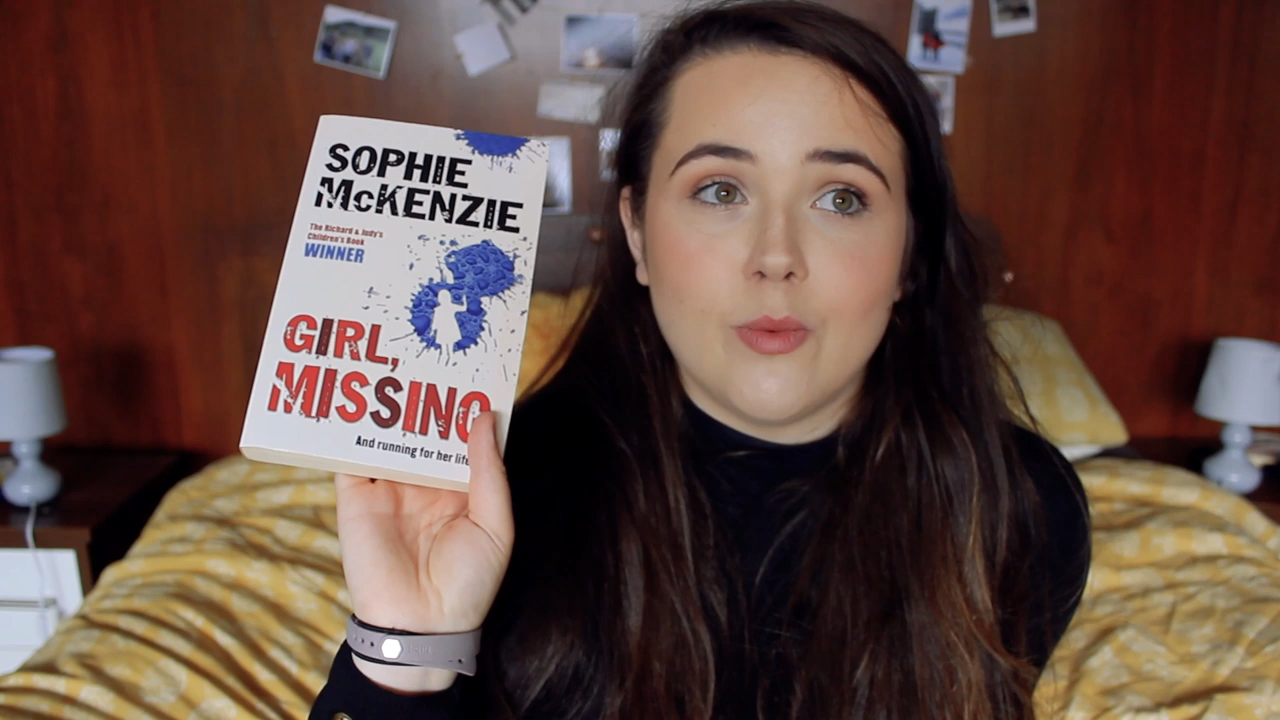 SOPHIE
McKENZIE
The Richard & Judy's
Children's Book
WINNER
GIRL,
MISSING
And running for her life